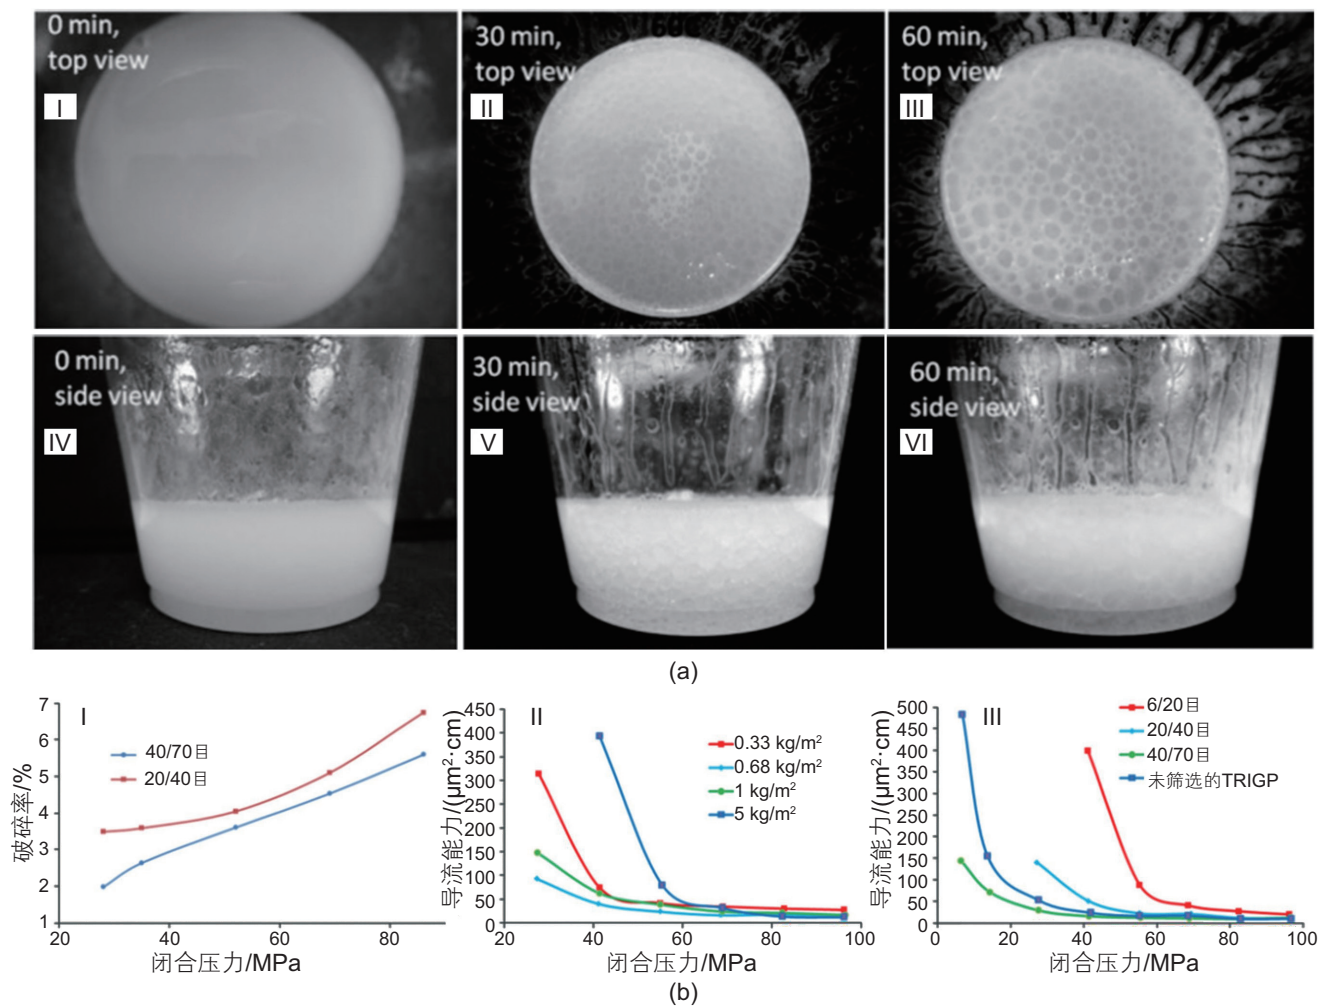 0 min,
top view
I
30 min,
top view
II
60 min,
top view
III
0 min,
side view
IV
30 min,
side view
V
60 min,
side view
VI
(a)
I
破碎率/%
7
6
5
4
3
2
1
40/70目
20/40目
20
40
60
80
闭合压力/MPa
II
导流能力/(μm²·cm)
450
400
350
300
250
200
150
100
50
0
0.33 kg/m²
0.68 kg/m²
1 kg/m²
5 kg/m²
20
40
60
80
100
闭合压力/MPa
III
导流能力/(μm²·cm)
500
450
400
350
300
250
200
150
100
50
0
6/20目
20/40目
40/70目
未筛选的TRIGP
0
20
40
60
80
100
闭合压力/MPa
(b)